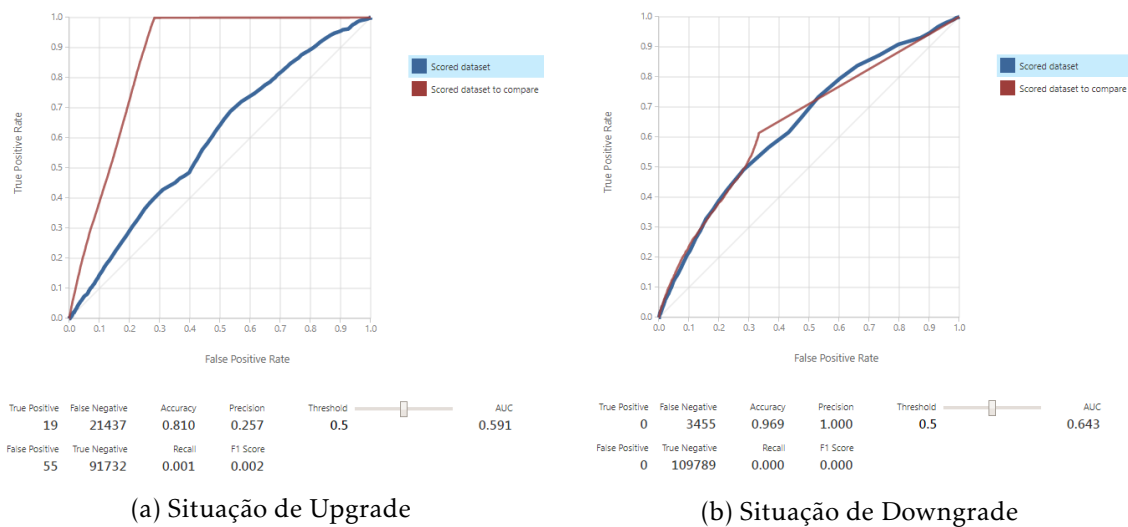 1.0
0.9
0.8
0.7
0.6
0.5
0.4
0.3
0.2
0.1
0.0
True Positive Rate
0.0 0.1 0.2 0.3 0.4 0.5 0.6 0.7 0.8 0.9 1.0
False Positive Rate
Scored dataset
Scored dataset to compare
True Positive False Negative Accuracy Precision Threshold AUC
19 21437 0.810 0.257 0.5 0.591
False Positive True Negative Recall F1 Score
55 91732 0.001 0.002
(a) Situação de Upgrade
1.0
0.9
0.8
0.7
0.6
0.5
0.4
0.3
0.2
0.1
0.0
True Positive Rate
0.0 0.1 0.2 0.3 0.4 0.5 0.6 0.7 0.8 0.9 1.0
False Positive Rate
Scored dataset
Scored dataset to compare
True Positive False Negative Accuracy Precision Threshold AUC
0 3455 0.969 1.000 0.5 0.643
False Positive True Negative Recall F1 Score
0 109789 0.000 0.000
(b) Situação de Downgrade